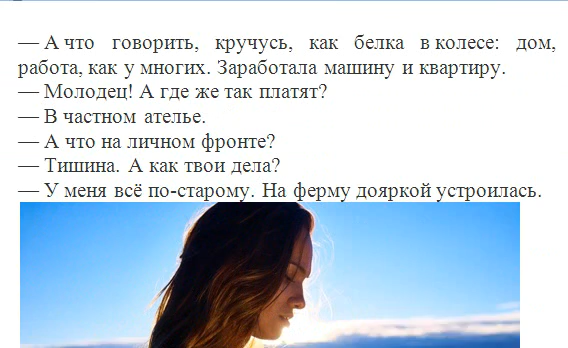 — А что говорить, кручусь, как белка в колесе: дом,
работа, как у многих. Заработала машину и квартиру.
— Молодец! А где же так платят?
— В частном ателье.
— А что на личном фронте?
— Тишина. А как твои дела?
— У меня всё по-старому. На ферму дояркой устроилась.